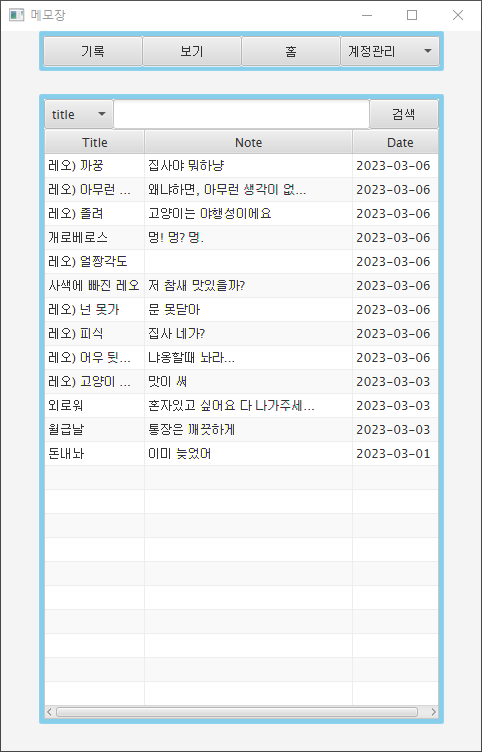 메모장
기록 보기 홈 계정관리
title 검색
Title Note Date
레오) 까꿍 집사야 뭐하냥 2023-03-06
레오) 아무런 ... 왜냐하면, 아무런 생각이 없... 2023-03-06
레오) 졸려 고양이는 야행성이에요 2023-03-06
개로베로스 멍! 멍? 멍. 2023-03-06
레오) 얼짱각도 2023-03-06
사색에 빠진 레오 저 참새 맛있을까? 2023-03-06
레오) 넌 못가 문 못닫아 2023-03-06
레오) 피식 집사 네가? 2023-03-06
레오) 어우 팃... 냐옹할때 놔라... 2023-03-06
레오) 고양이 ... 맛이 써 2023-03-03
외로워 혼자있고 싶어요 다 나가주세... 2023-03-03
월급날 통장은 깨끗하게 2023-03-03
돈내놔 이미 늦었어 2023-03-01